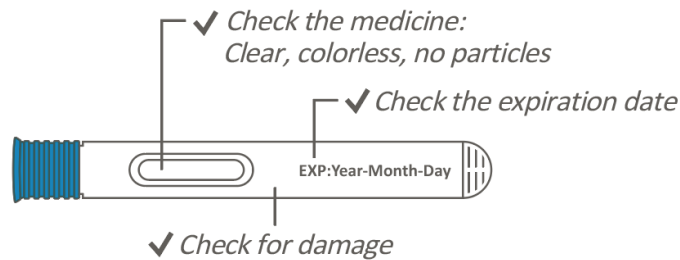 ✔ Check the medicine:
Clear, colorless, no particles
✔ Check the expiration date
EXP:Year-Month-Day
✔ Check for damage